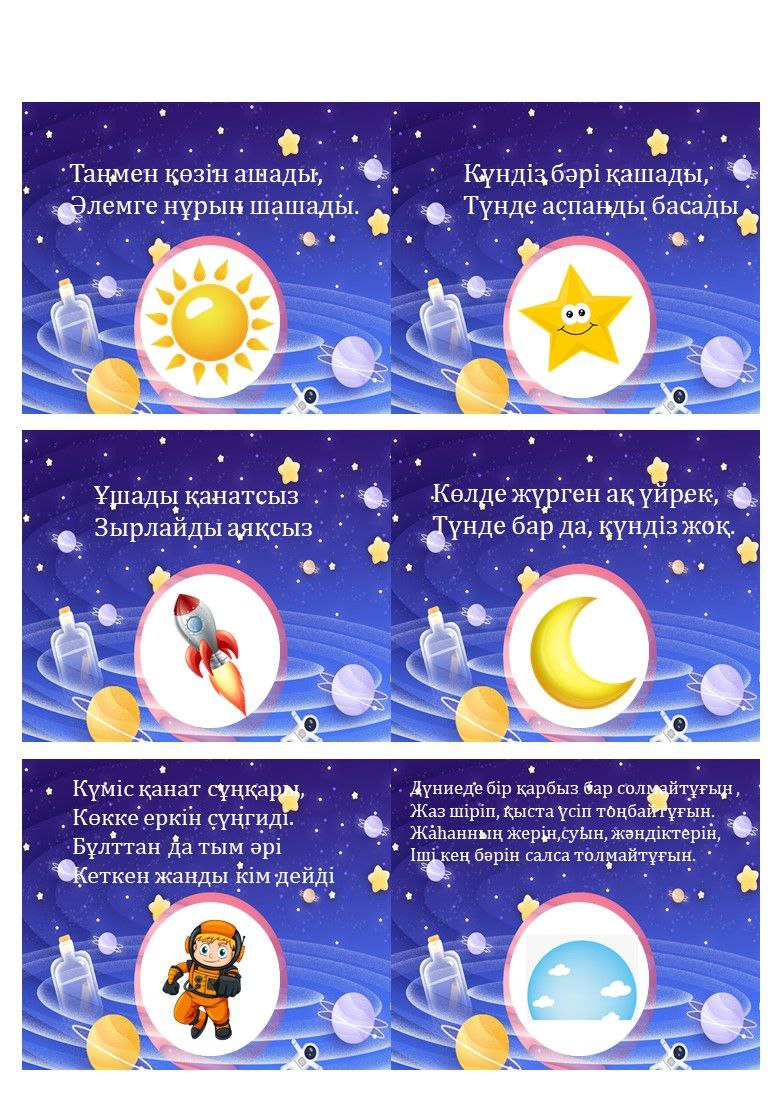 Таңмен көзін ашады,
Әлемге нұрын шашады.
Күндіз бәрі қашады,
Түнде аспанды басады
Ұшады қанатсыз
Зырлайды аяқсыз
Көлде жүрген ақ үйрек,
Түнде бар да, күндіз жоқ.
Күміс қанат сұңқары,
Көкке еркін сүңгиді.
Бұлттан да тым әрі
Кеткен жанды кім дейді
Дүниеде бір қарбыз бар солмайтұғын ,
Жаз шіріп, қыста үсіп тоңбайтұғын.
Жаһанның жерін,суын, жәндіктерін,
Іші кең бәрін салса толмайтұғын.